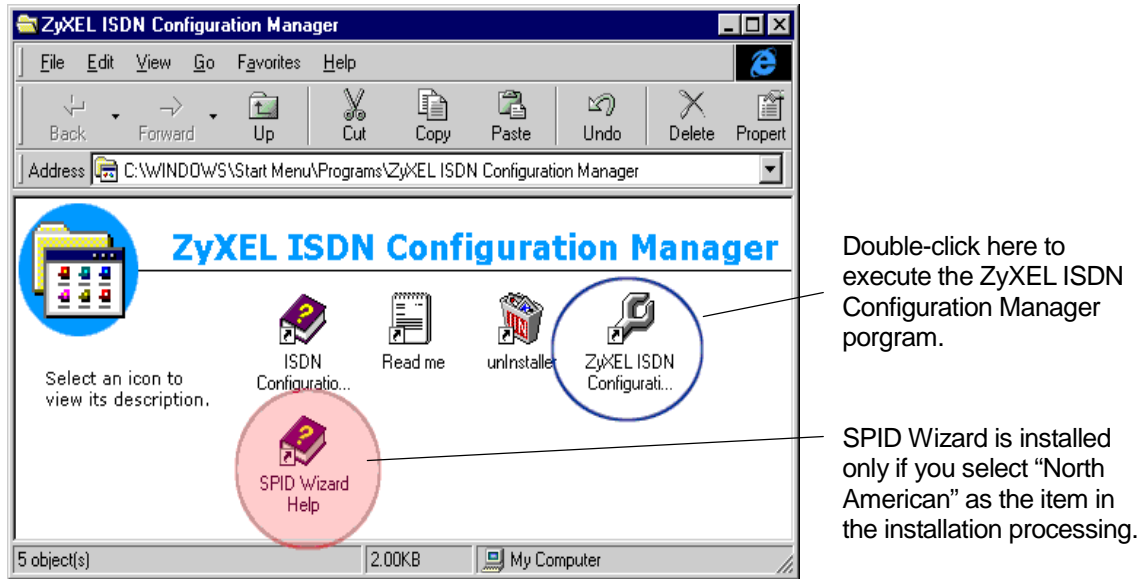 ZyXEL ISDN Configuration Manager
File Edit View Go Favorites Help
Back Forward Up Cut Copy Paste Undo Delete Propert
Address C:\WINDOWS\Start Menu\Programs\ZyXEL ISDN Configuration Manager
ZyXEL ISDN Configuration Manager
Select an icon to
view its description.
ISDN
Configuratio...
Read me
unInstaller
ZyXEL ISDN
Configurati...
SPID Wizard
Help
5 object(s) 2.00KB My Computer
Double-click here to
execute the ZyXEL ISDN
Configuration Manager
porgram.
SPID Wizard is installed
only if you select “North
American” as the item in
the installation processing.